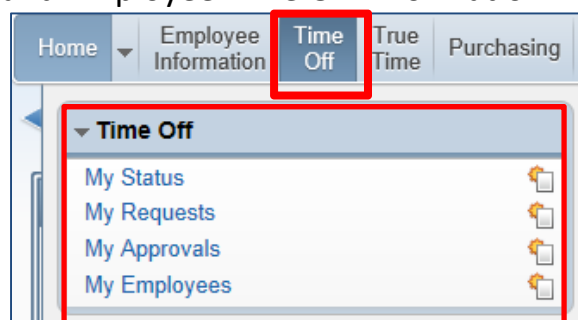 Home
Employee Information
Time Off
True Time
Purchasing
Time Off
My Status
My Requests
My Approvals
My Employees